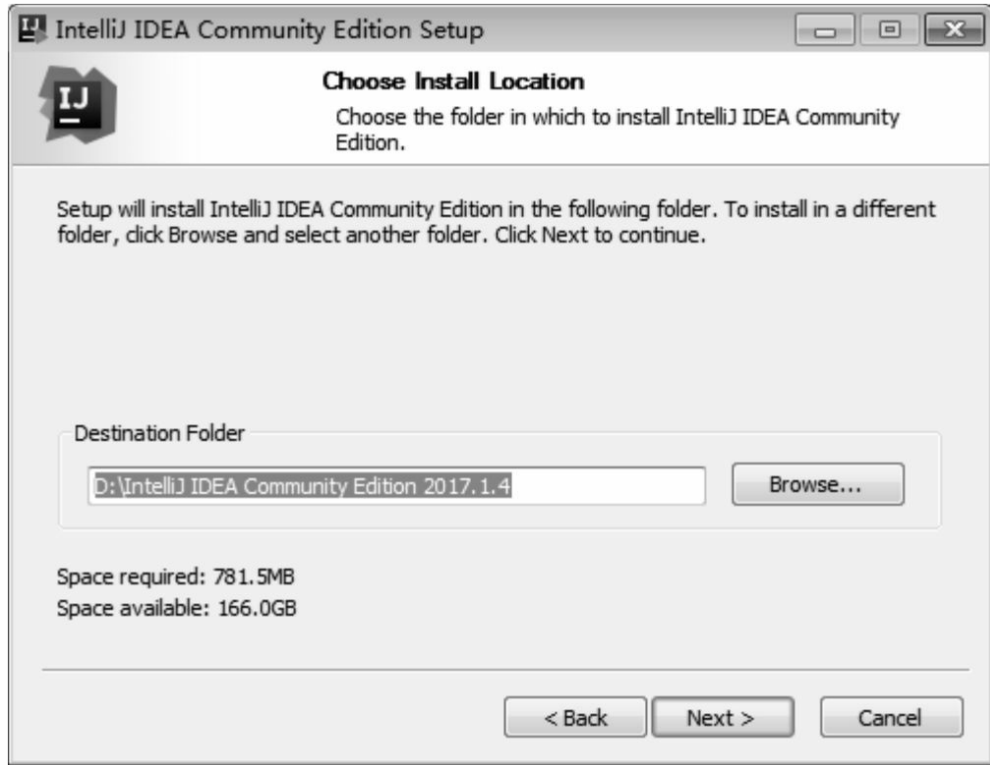 IntelliJ IDEA Community Edition Setup
IJ
Choose Install Location
Choose the folder in which to install IntelliJ IDEA Community
Edition.
Setup will install IntelliJ IDEA Community Edition in the following folder. To install in a different
folder, click Browse and select another folder. Click Next to continue.
Destination Folder
D:\IntelliJ IDEA Community Edition 2017.1.4
Browse...
Space required: 781.5MB
Space available: 166.0GB
< Back
Next >
Cancel